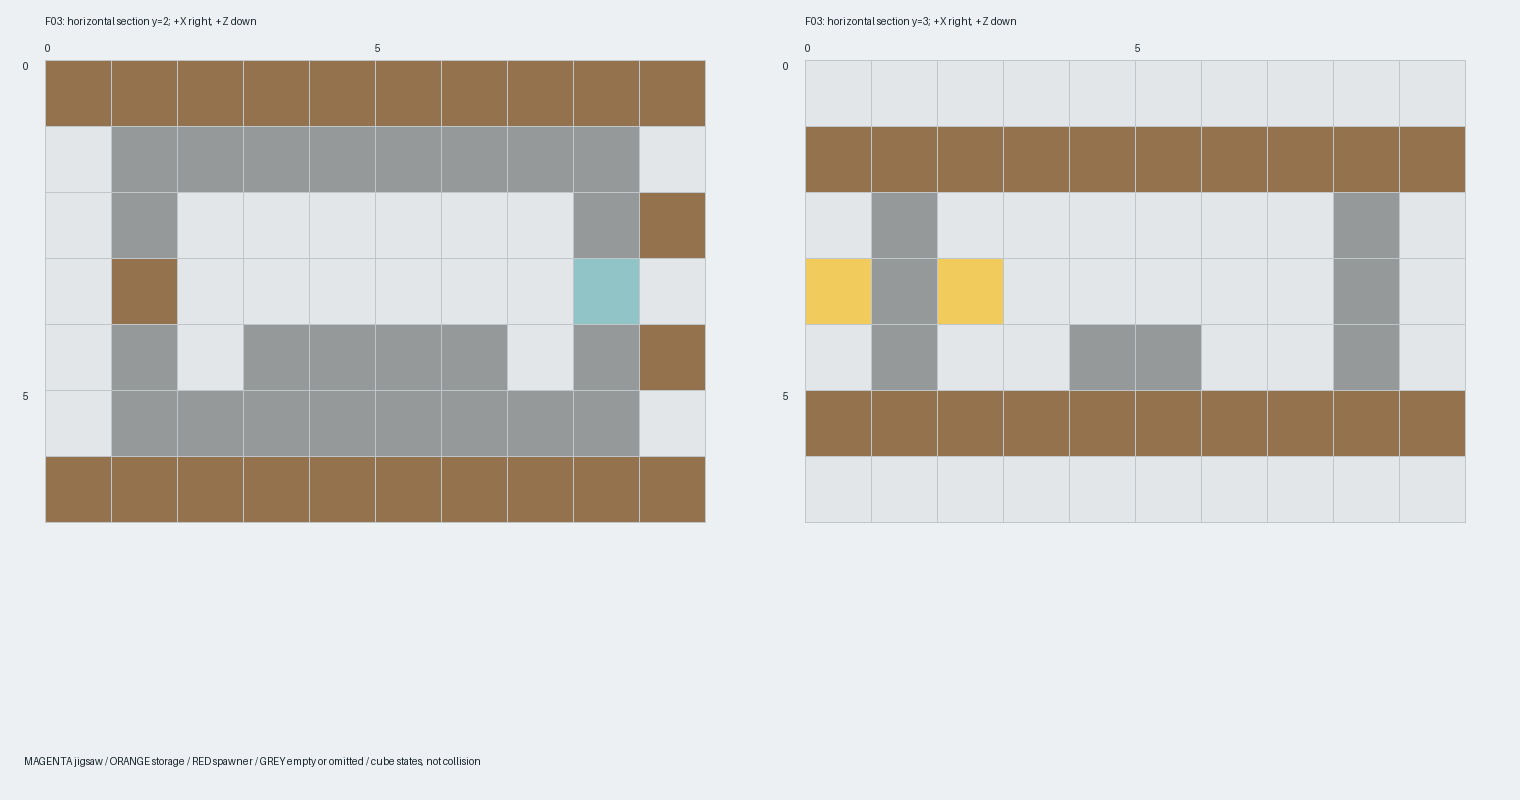 F03: horizontal section y=2; +X right, +Z down
F03: horizontal section y=3; +X right, +Z down
0 5
0 5
0
0
5
5
MAGENTA jigsaw / ORANGE storage / RED spawner / GREY empty or omitted / cube states, not collision